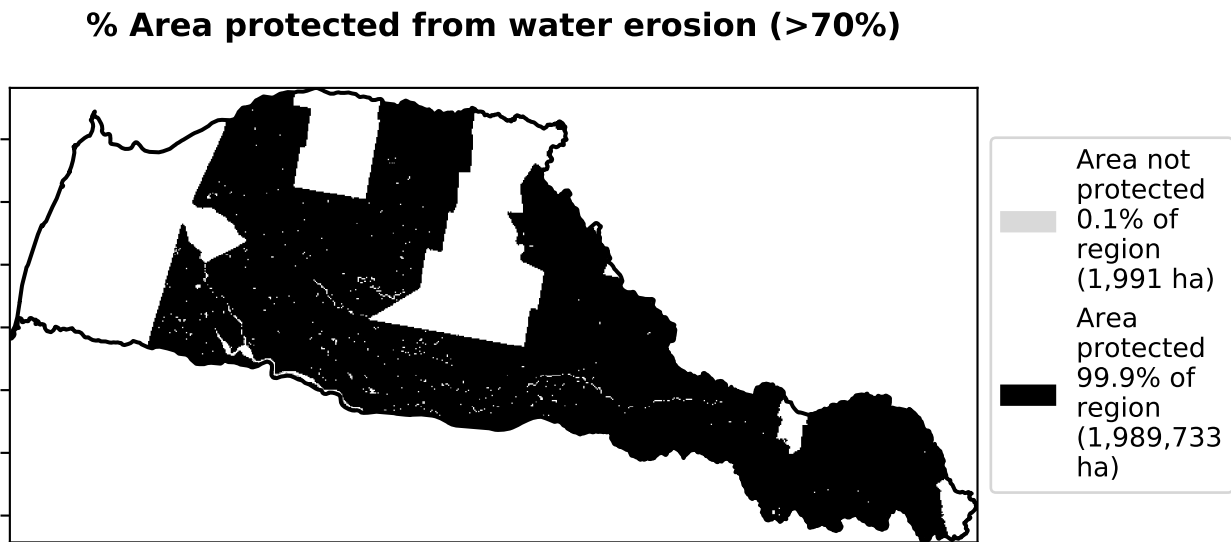 % Area protected from water erosion (>70%)
Area not
protected
0.1% of
region
(1,991 ha)
Area
protected
99.9% of
region
(1,989,733
ha)